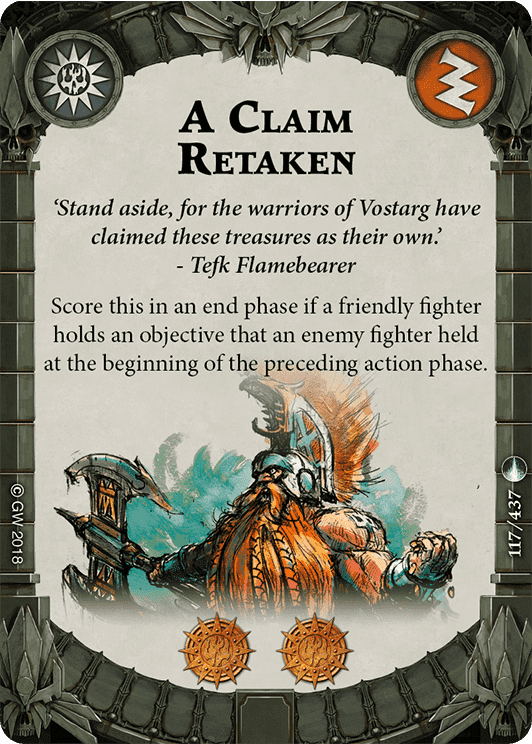 A Claim
Retaken
‘Stand aside, for the warriors of Vostarg have
claimed these treasures as their own.’
- Tefk Flamebearer
Score this in an end phase if a friendly fighter
holds an objective that an enemy fighter held
at the beginning of the preceding action phase.
© GW 2018
117/437